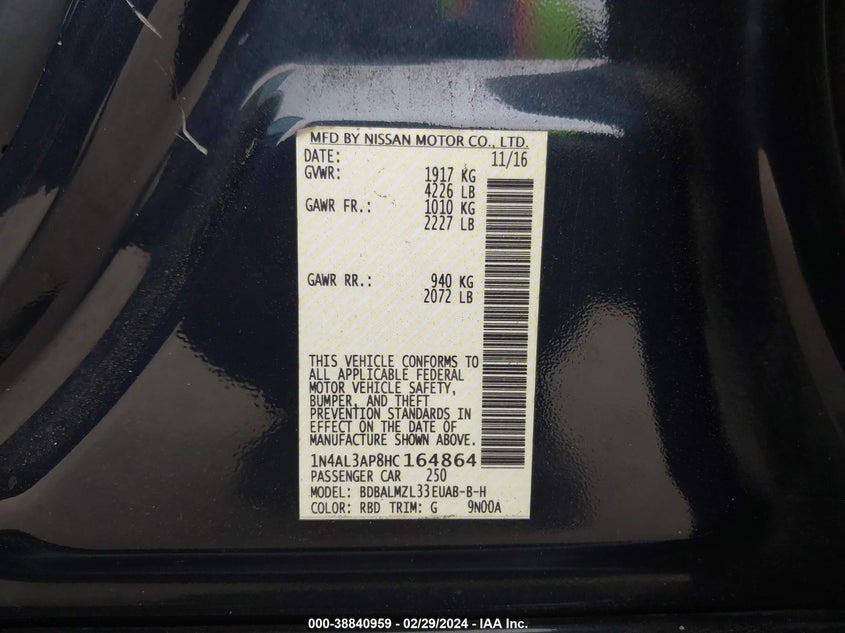 MFD BY NISSAN MOTOR CO., LTD.
DATE: 11/16
GVWR: 1917 KG
4226 LB
GAWR FR.: 1010 KG
2227 LB
GAWR RR.: 940 KG
2072 LB
THIS VEHICLE CONFORMS TO
ALL APPLICABLE FEDERAL
MOTOR VEHICLE SAFETY,
BUMPER, AND THEFT
PREVENTION STANDARDS IN
EFFECT ON THE DATE OF
MANUFACTURE SHOWN ABOVE.
1N4AL3AP8HC164864
PASSENGER CAR 250
MODEL: BDBALMZL33EUAB-B-H
COLOR: RBD TRIM: G 9N00A
000-38840959 - 02/29/2024 - IAA Inc.